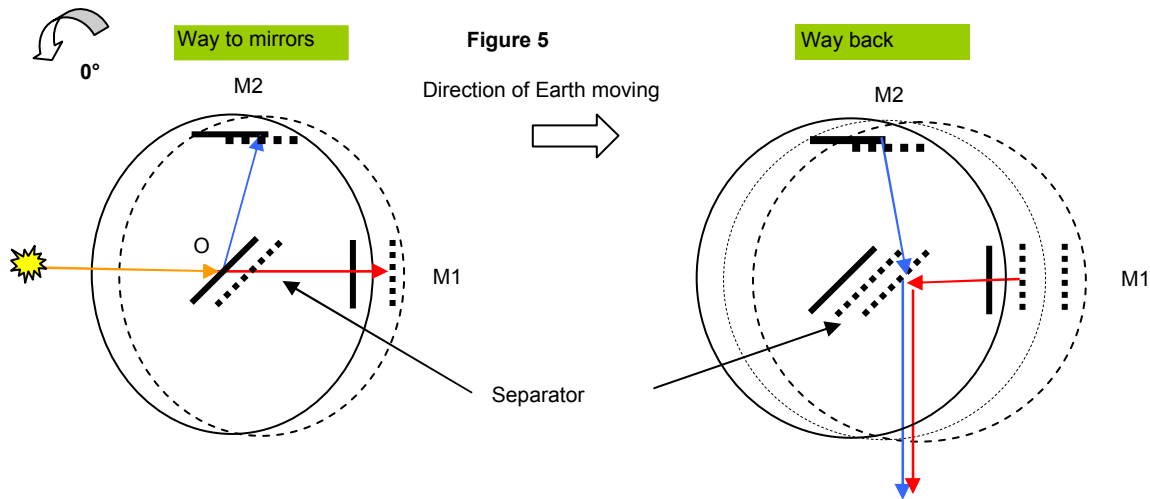 Way to mirrors
Figure 5
Way back
0°
M2
Direction of Earth moving
M2
O
M1
M1
Separator